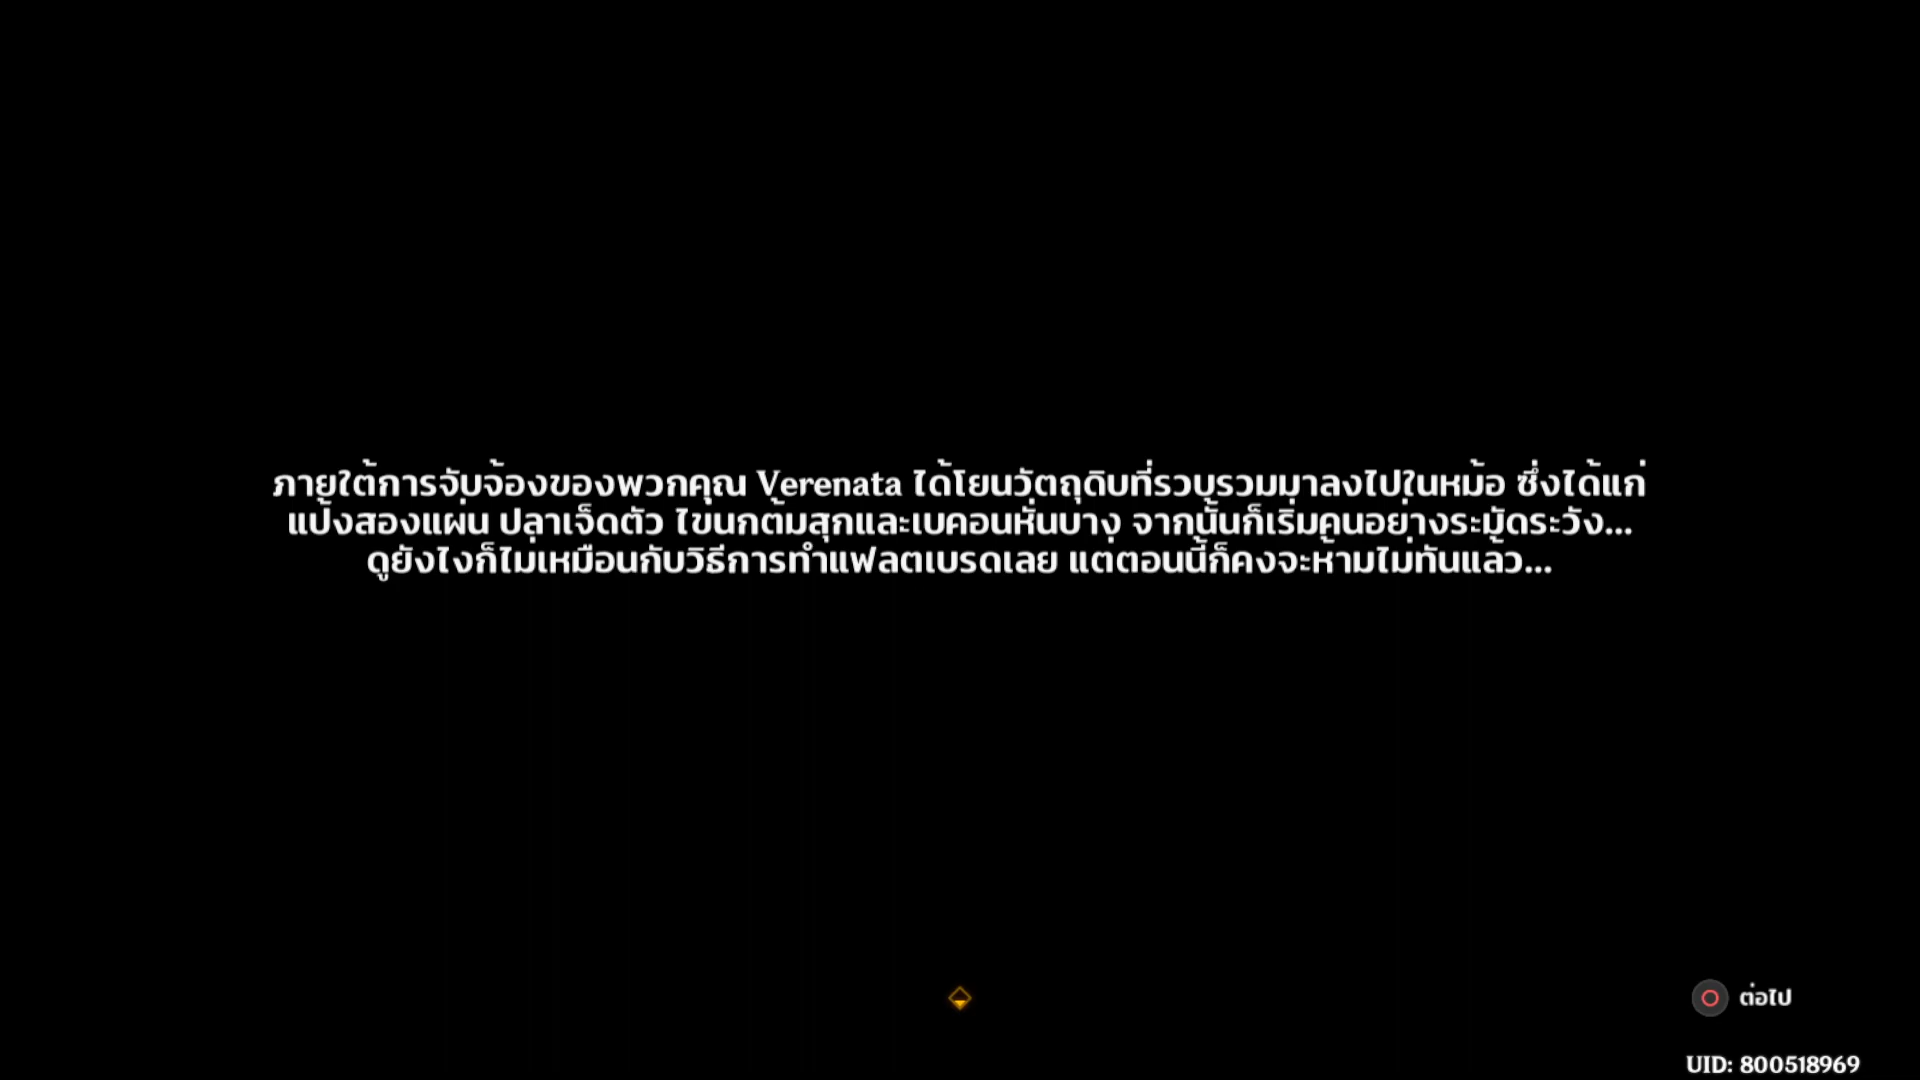 ภายใต้การจับจ้องของพวกคุณ Verenata ได้โยนวัตถุดิบที่รวบรวมมาลงไปในหม้อ ซึ่งได้แก่
แป้งสองแผ่น ปลาเจ็ดตัว ไข่นกต้มสุกและเบคอนหั่นบาง จากนั้นก็เริ่มคนอย่างระมัดระวัง...
ดูยังไงก็ไม่เหมือนกับวิธีการทำแฟลตเบรดเลย แต่ตอนนี้ก็คงจะห้ามไม่ทันแล้ว...
ต่อไป
UID: 800518969